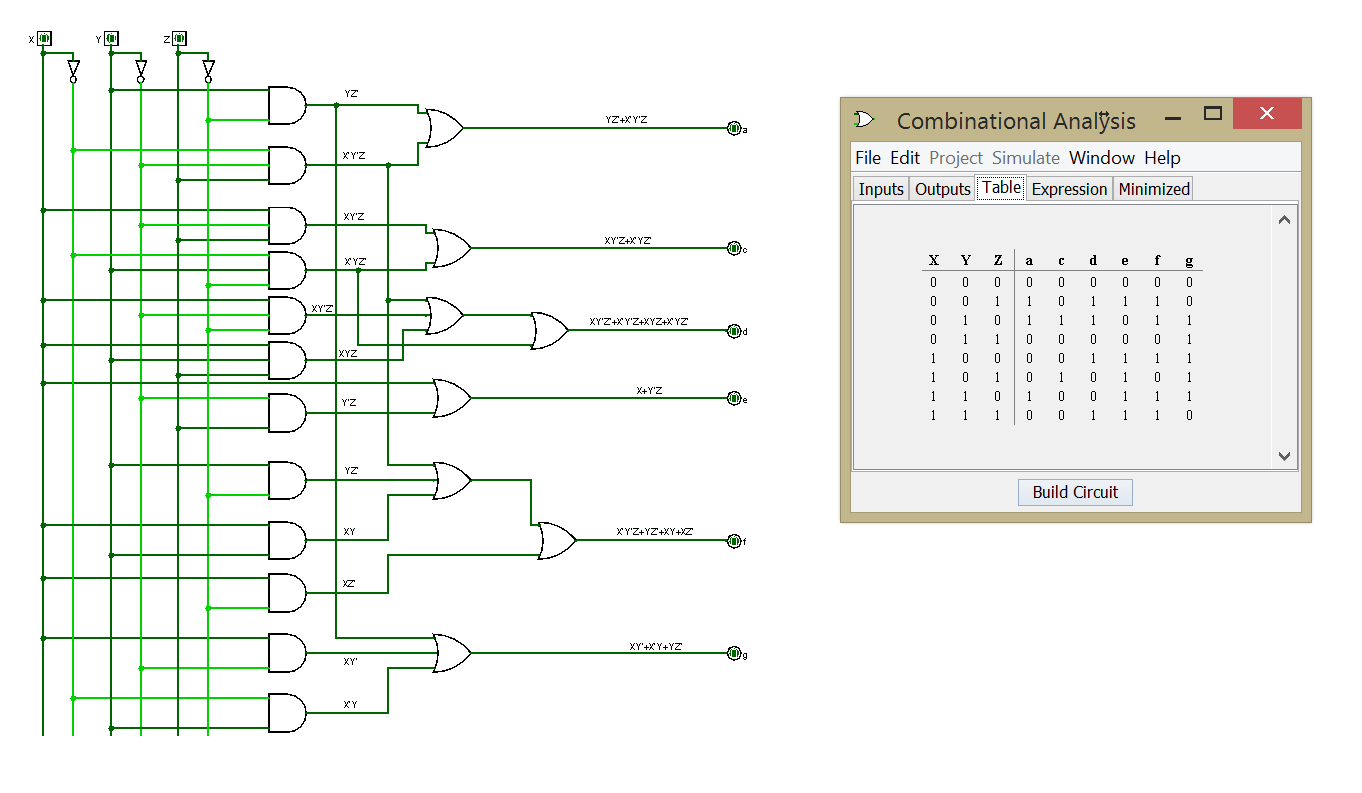 X Y Z
YZ'
YZ'+X'Y'Z
a
X'Y'Z
XY'Z
XY'Z+X'YZ'
c
X'YZ'
XY'Z'
XY'Z'+X'Y'Z+XYZ+X'YZ'
d
XYZ
X+Y'Z
e
Y'Z
YZ'
XY
X'Y'Z+YZ'+XY+XZ'
f
XZ'
XY'+X'Y+YZ'
g
XY'
X'Y
Combinational Analysis
File Edit Project Simulate Window Help
Inputs Outputs Table Expression Minimized
X Y Z a c d e f g
0 0 0 0 0 0 0 0 0
0 0 1 1 0 1 1 1 0
0 1 0 1 1 1 0 1 1
0 1 1 0 0 0 0 0 1
1 0 0 0 0 1 1 1 1
1 0 1 0 1 0 1 0 1
1 1 0 1 0 0 1 1 1
1 1 1 0 0 1 1 1 0
Build Circuit